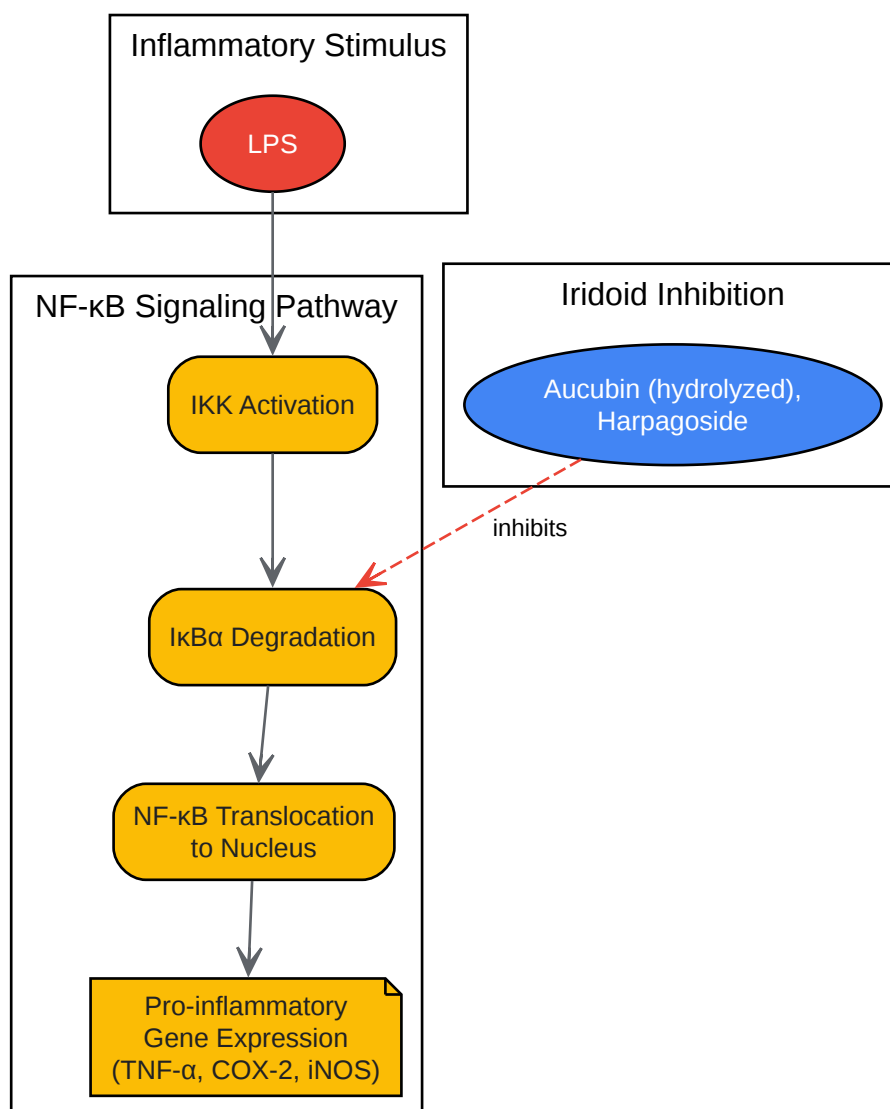 Inflammatory Stimulus
LPS
NF-κB Signaling Pathway
IKK Activation
Iridoid Inhibition
Aucubin (hydrolyzed),
Harpagoside
inhibits
IκBα Degradation
NF-κB Translocation
to Nucleus
Pro-inflammatory
Gene Expression
(TNF-α, COX-2, iNOS)